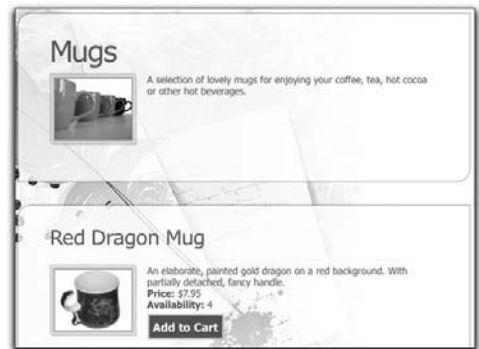 Mugs
A selection of lovely mugs for enjoying your coffee, tea, hot cocoa
or other hot beverages.
Red Dragon Mug
An elaborate, painted gold dragon on a red background. With
partially detached, fancy handle.
Price: $7.95
Availability: 4
Add to Cart